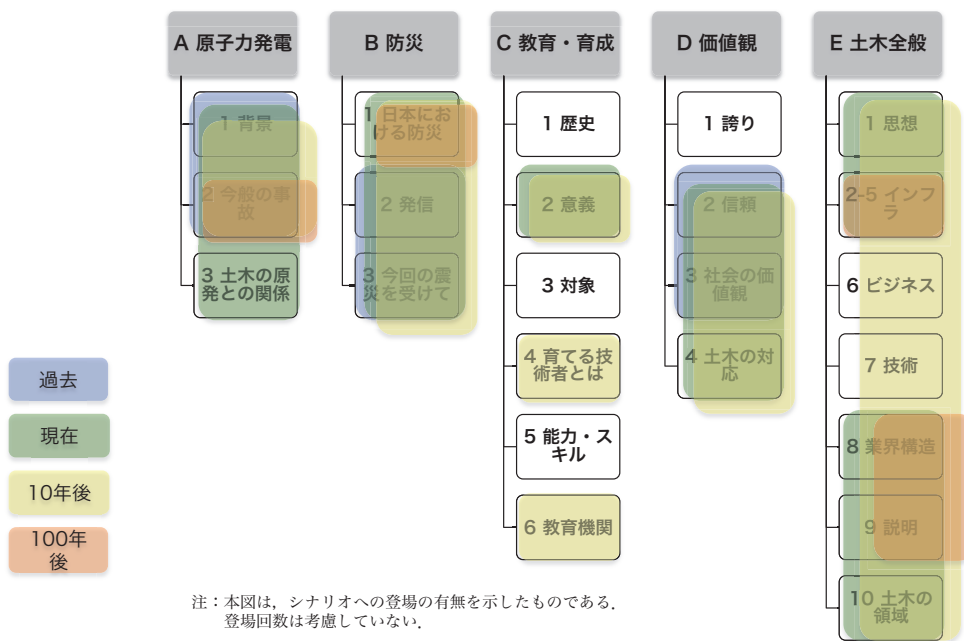 A 原子力発電
B 防災
C 教育・育成
D 価値観
E 土木全般
1 背景
2 今般の事
故
3 土木の原
発との関係
1 日本にお
ける防災
2 発信
3 今回の震
災を受けて
1 歴史
2 意義
3 対象
4 育てる技
術者とは
5 能力・ス
キル
6 教育機関
1 誇り
2 信頼
3 社会の価
値観
4 土木の対
応
1 思想
2-5 インフ
ラ
6 ビジネス
7 技術
8 業界構造
9 説明
10 土木の
領域
過去
現在
10年後
100年
後
注：本図は，シナリオへの登場の有無を示したものである．
登場回数は考慮していない．